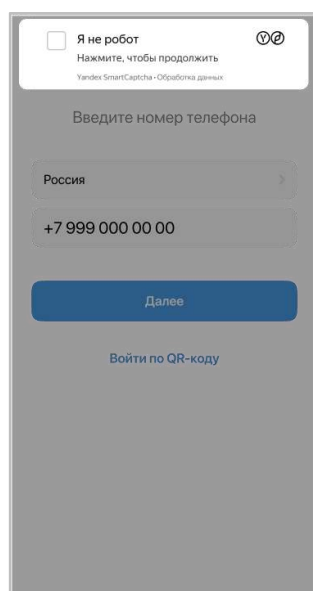 Я не робот
Нажмите, чтобы продолжить
Yandex SmartCaptcha • Обработка данных
Введите номер телефона
Россия
+7 999 000 00 00
Далее
Войти по QR-коду